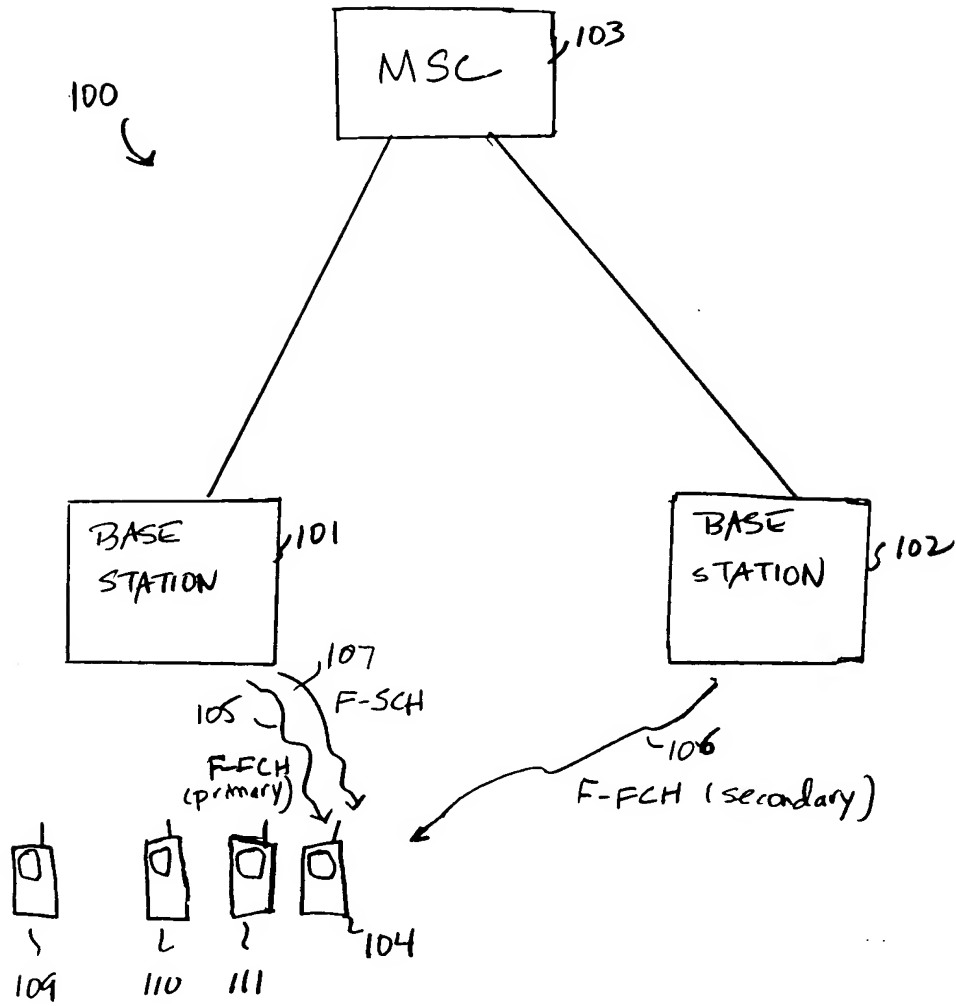 MSC
103
100
BASE
STATION
101
BASE
STATION
102
107
F-SCH
105
F-FCH
(primary)
106
F-FCH (secondary)
104
109
110
111